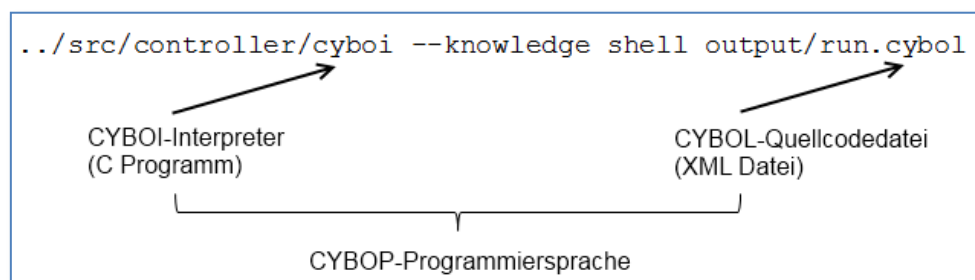 ../src/controller/cyboi --knowledge shell output/run.cybol
CYBOI-Interpreter
(C Programm)
CYBOL-Quellcodedatei
(XML Datei)
CYBOP-Programmiersprache